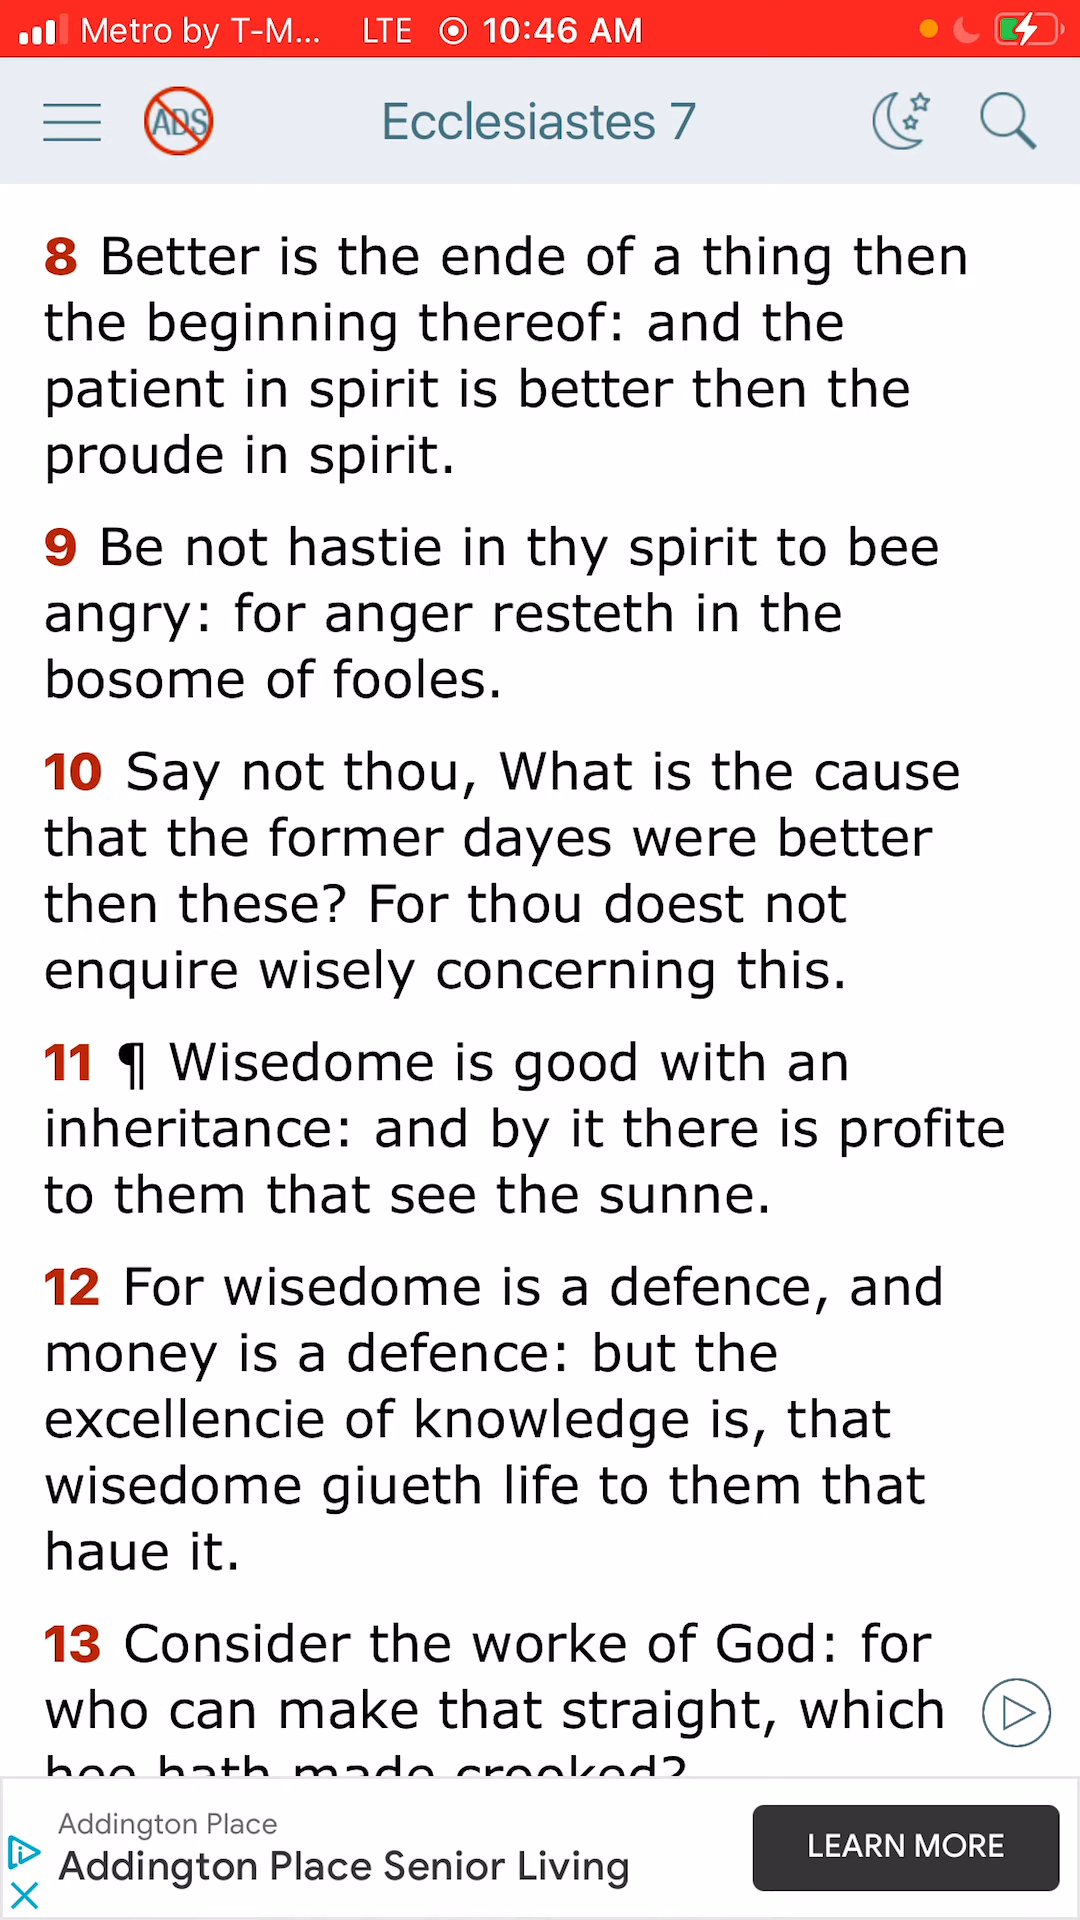 Metro by T-M... LTE 10:46 AM
ADS Ecclesiastes 7
8 Better is the ende of a thing then
the beginning thereof: and the
patient in spirit is better then the
proude in spirit.
9 Be not hastie in thy spirit to bee
angry: for anger resteth in the
bosome of fooles.
10 Say not thou, What is the cause
that the former dayes were better
then these? For thou doest not
enquire wisely concerning this.
11 ¶ Wisedome is good with an
inheritance: and by it there is profite
to them that see the sunne.
12 For wisedome is a defence, and
money is a defence: but the
excellencie of knowledge is, that
wisedome giueth life to them that
haue it.
13 Consider the worke of God: for
who can make that straight, which
hee hath made crooked?
Addington Place
Addington Place Senior Living
LEARN MORE